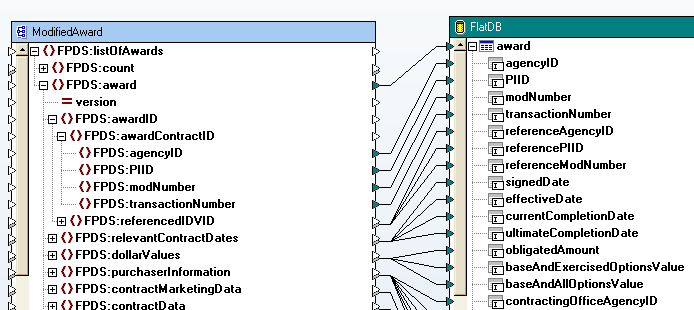 ModifiedAward
FPDS:listOfAwards
FPDS:count
FPDS:award
version
FPDS:awardID
FPDS:awardContractID
FPDS:agencyID
FPDS:PIID
FPDS:modNumber
FPDS:transactionNumber
FPDS:referencedIDVID
FPDS:relevantContractDates
FPDS:dollarValues
FPDS:purchaserInformation
FPDS:contractMarketingData
FPDS:contractData
FlatDB
award
agencyID
PIID
modNumber
transactionNumber
referenceAgencyID
referencePIID
referenceModNumber
signedDate
effectiveDate
currentCompletionDate
ultimateCompletionDate
obligatedAmount
baseAndExercisedOptionsValue
baseAndAllOptionsValue
contractingOfficeAgencyID